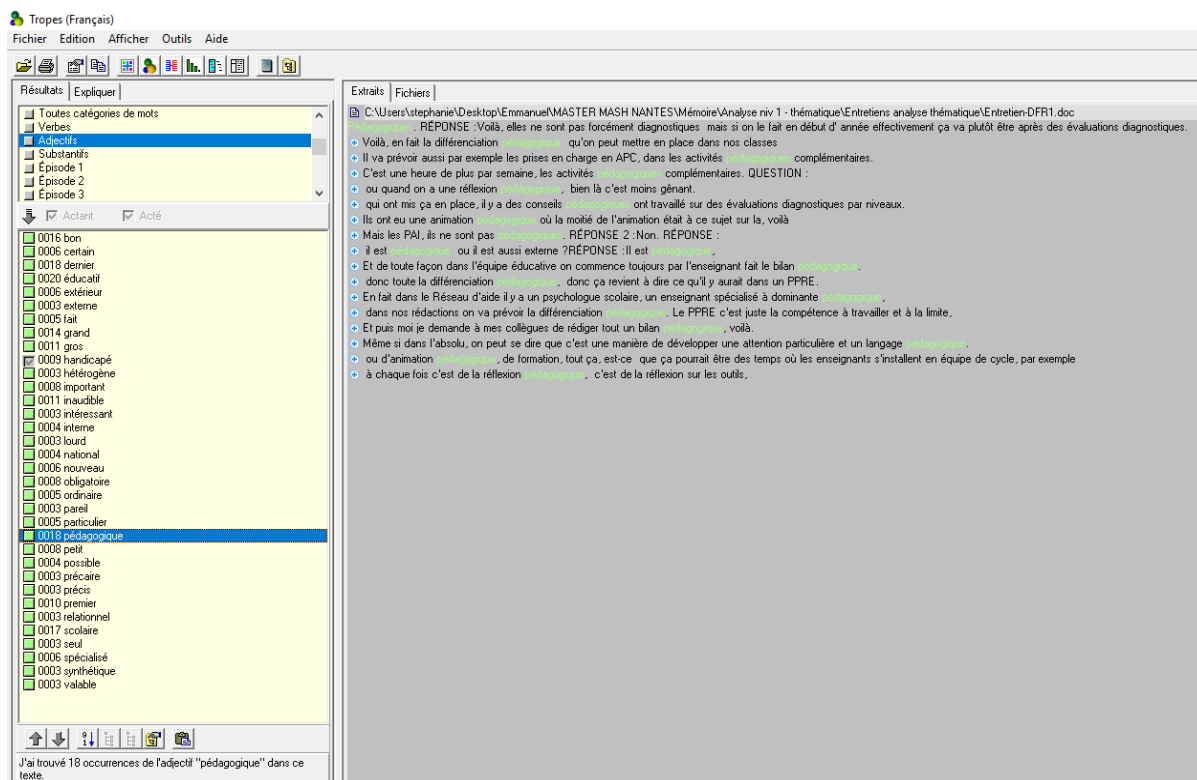 Tropes (Français)
Fichier Edition Afficher Outils Aide
Résultats Expliquer
Toutes catégories de mots
Verbes
Adjectifs
Substantifs
Épisode 1
Épisode 2
Épisode 3
Actant Acté
0016 bon
0006 certain
0018 dernier
0020 éducatif
0006 extérieur
0003 externe
0005 fait
0014 grand
0011 gros
0009 handicapé
0003 hétérogène
0008 important
0011 inaudible
0003 intéressant
0004 interne
0003 lourd
0004 national
0006 nouveau
0008 obligatoire
0005 ordinaire
0003 pareil
0005 particulier
0018 pédagogique
0008 petit
0004 possible
0003 précaire
0003 précis
0010 premier
0003 relationnel
0017 scolaire
0003 seul
0006 spécialisé
0003 synthétique
0003 valable
J'ai trouvé 18 occurrences de l'adjectif "pédagogique" dans ce
texte.
Extraits Fichiers
C:\Users\stephanie\Desktop\Emmanuel\MASTER MASH NANTES\Mémoire\Analyse niv 1 - thématique\Entretiens analyse thématique\Entretien-DFR1.doc
Pédagogiques. RÉPONSE :Voilà, elles ne sont pas forcément diagnostiques mais si on le fait en début d' année effectivement ça va plutôt être après des évaluations diagnostiques.
Voilà, en fait la différenciation pédagogique qu'on peut mettre en place dans nos classes
Il va prévoir aussi par exemple les prises en charge en APC, dans les activités pédagogiques complémentaires.
C'est une heure de plus par semaine, les activités pédagogiques complémentaires. QUESTION :
ou quand on a une réflexion pédagogique, bien là c'est moins gênant.
qui ont mis ça en place, il y a des conseils pédagogiques ont travaillé sur des évaluations diagnostiques par niveaux.
Ils ont eu une animation pédagogique où la moitié de l'animation était à ce sujet sur la, voilà
Mais les PAI, ils ne sont pas pédagogiques. RÉPONSE 2 :Non. RÉPONSE :
il est pédagogique ou il est aussi externe ?RÉPONSE :Il est pédagogique,
Et de toute façon dans l'équipe éducative on commence toujours par l'enseignant fait le bilan pédagogique.
donc toute la différenciation pédagogique, donc ça revient à dire ce qu'il y aurait dans un PPRE.
En fait dans le Réseau d'aide il y a un psychologue scolaire, un enseignant spécialisé à dominante pédagogique,
dans nos rédactions on va prévoir la différenciation pédagogique. Le PPRE c'est juste la compétence à travailler et à la limite,
Et puis moi je demande à mes collègues de rédiger tout un bilan pédagogique, voilà.
Même si dans l'absolu, on peut se dire que c'est une manière de développer une attention particulière et un langage pédagogique.
ou d'animation pédagogique, de formation, tout ça, est-ce que ça pourrait être des temps où les enseignants s'installent en équipe de cycle, par exemple
à chaque fois c'est de la réflexion pédagogique, c'est de la réflexion sur les outils,